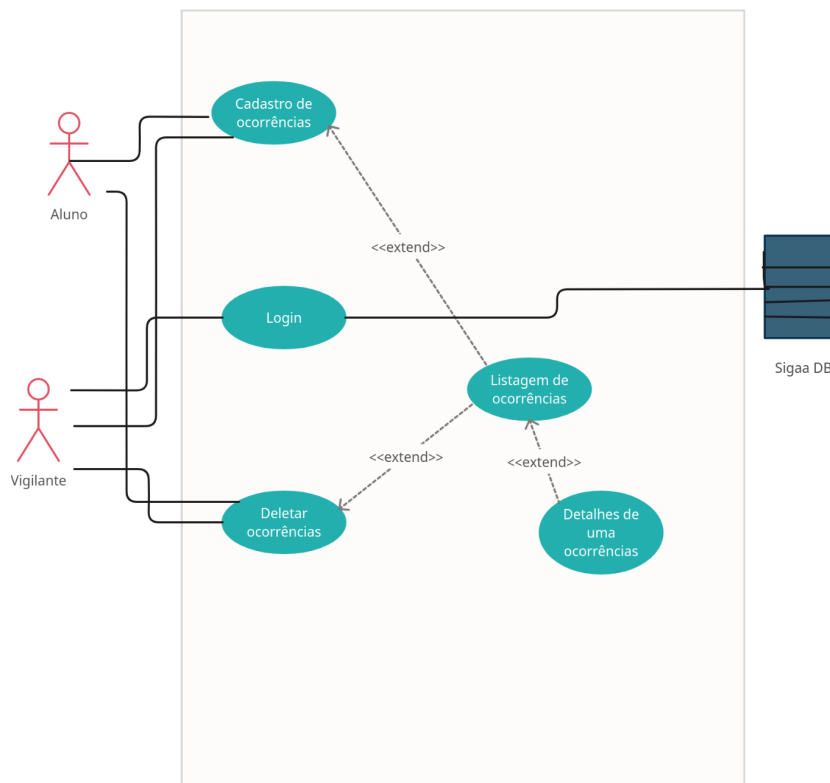 Cadastro de
ocorrências
Aluno
<<extend>>
Login
Sigaa DB
Listagem de
ocorrências
<<extend>>
<<extend>>
Vigilante
Deletar
ocorrências
Detalhes de
uma
ocorrências